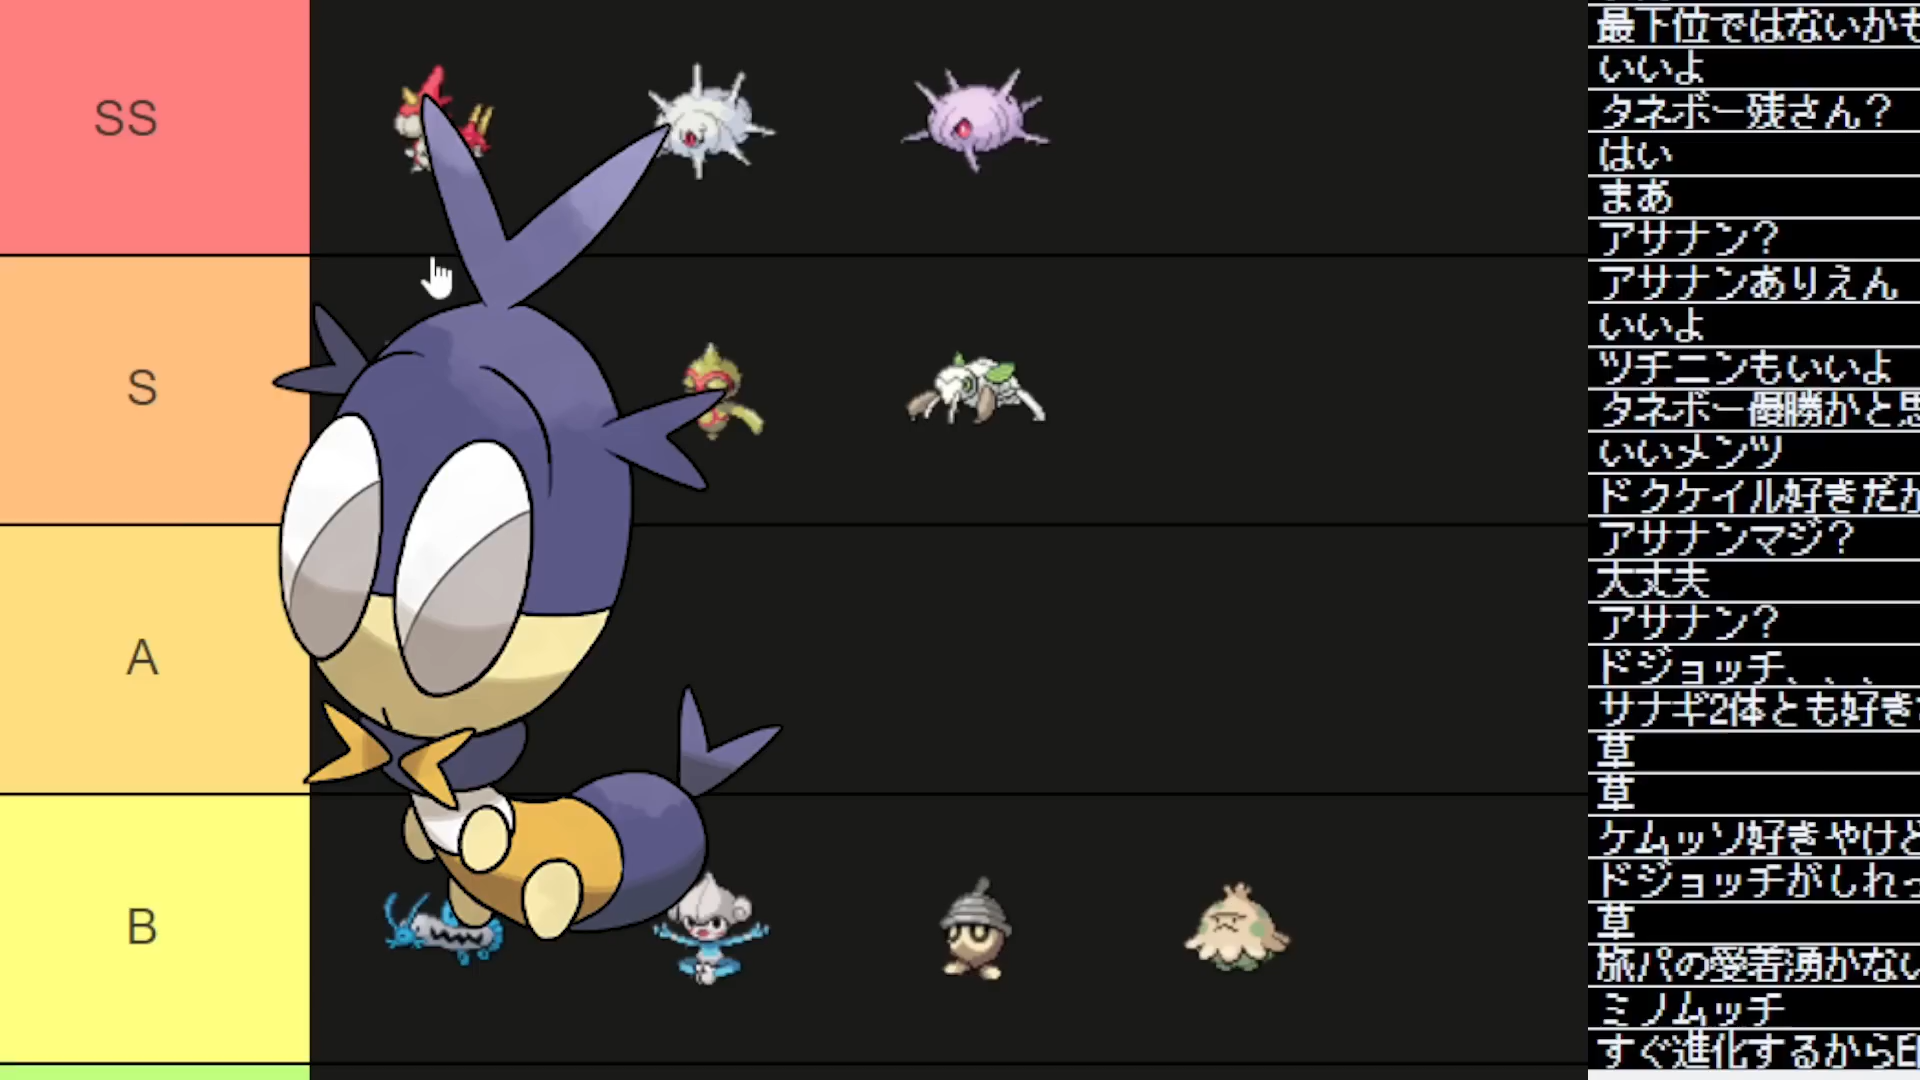 SS
S
A
B
最下位ではないかも
いいよ
タネボー残さん？
はい
まあ
アサナン？
アサナンありえん
いいよ
ツチニンもいいよ
タネボー優勝かと思
いいメンツ
ドクケイル好きだか
アサナンマジ？
大丈夫
アサナン？
ドジョッチ、、、
サナギ2体とも好き
草
草
ケムッソ好きやけど
ドジョッチがしれっ
草
旅パの愛着湧かない
ミノムッチ
すぐ進化するから印